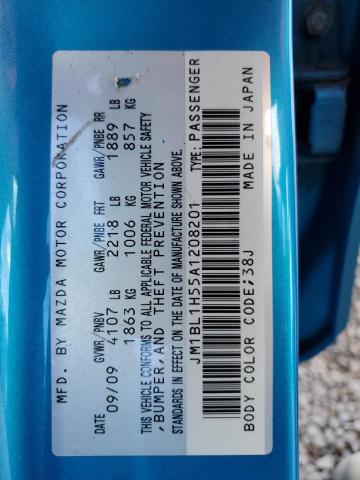 MFD. BY MAZDA MOTOR CORPORATION
DATE GVWR/PNBV GAWR/PNBE FRT GAWR/PNBE RR
09/09 4107 LB 2218 LB 1889 LB
1863 KG 1006 KG 857 KG
THIS VEHICLE CONFORMS TO ALL APPLICABLE FEDERAL MOTOR VEHICLE SAFETY
,BUMPER,AND THEFT PREVENTION
STANDARDS IN EFFECT ON THE DATE OF MANUFACTURE SHOWN ABOVE.
JM1BL1H55A1208201 TYPE:PASSENGER
BODY COLOR CODE;38J MADE IN JAPAN